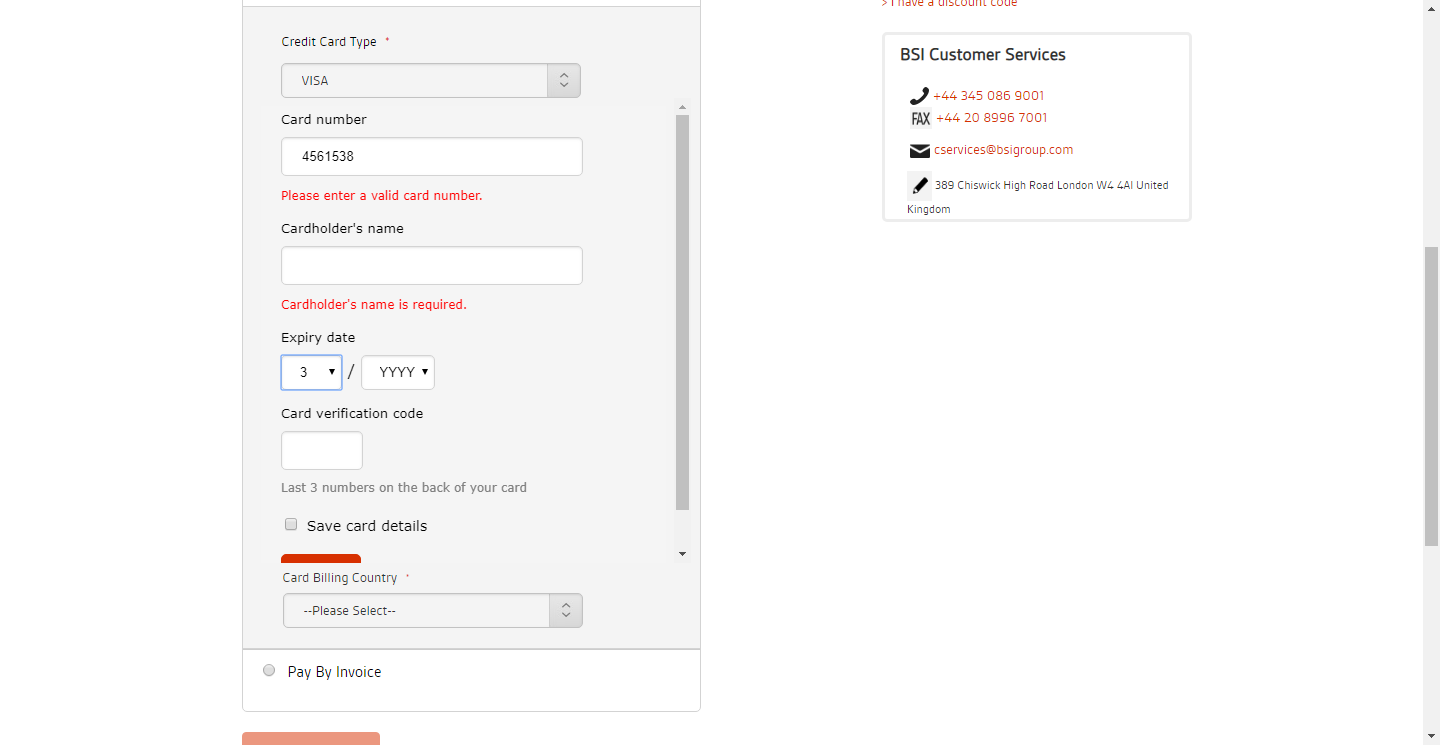 Credit Card Type *
VISA
Card number
4561538
Please enter a valid card number.
Cardholder's name
Cardholder's name is required.
Expiry date
3 / YYYY
Card verification code
Last 3 numbers on the back of your card
Save card details
Card Billing Country *
--Please Select--
Pay By Invoice
> I have a discount code
BSI Customer Services
+44 345 086 9001
FAX +44 20 8996 7001
cservices@bsigroup.com
389 Chiswick High Road London W4 4Al United
Kingdom